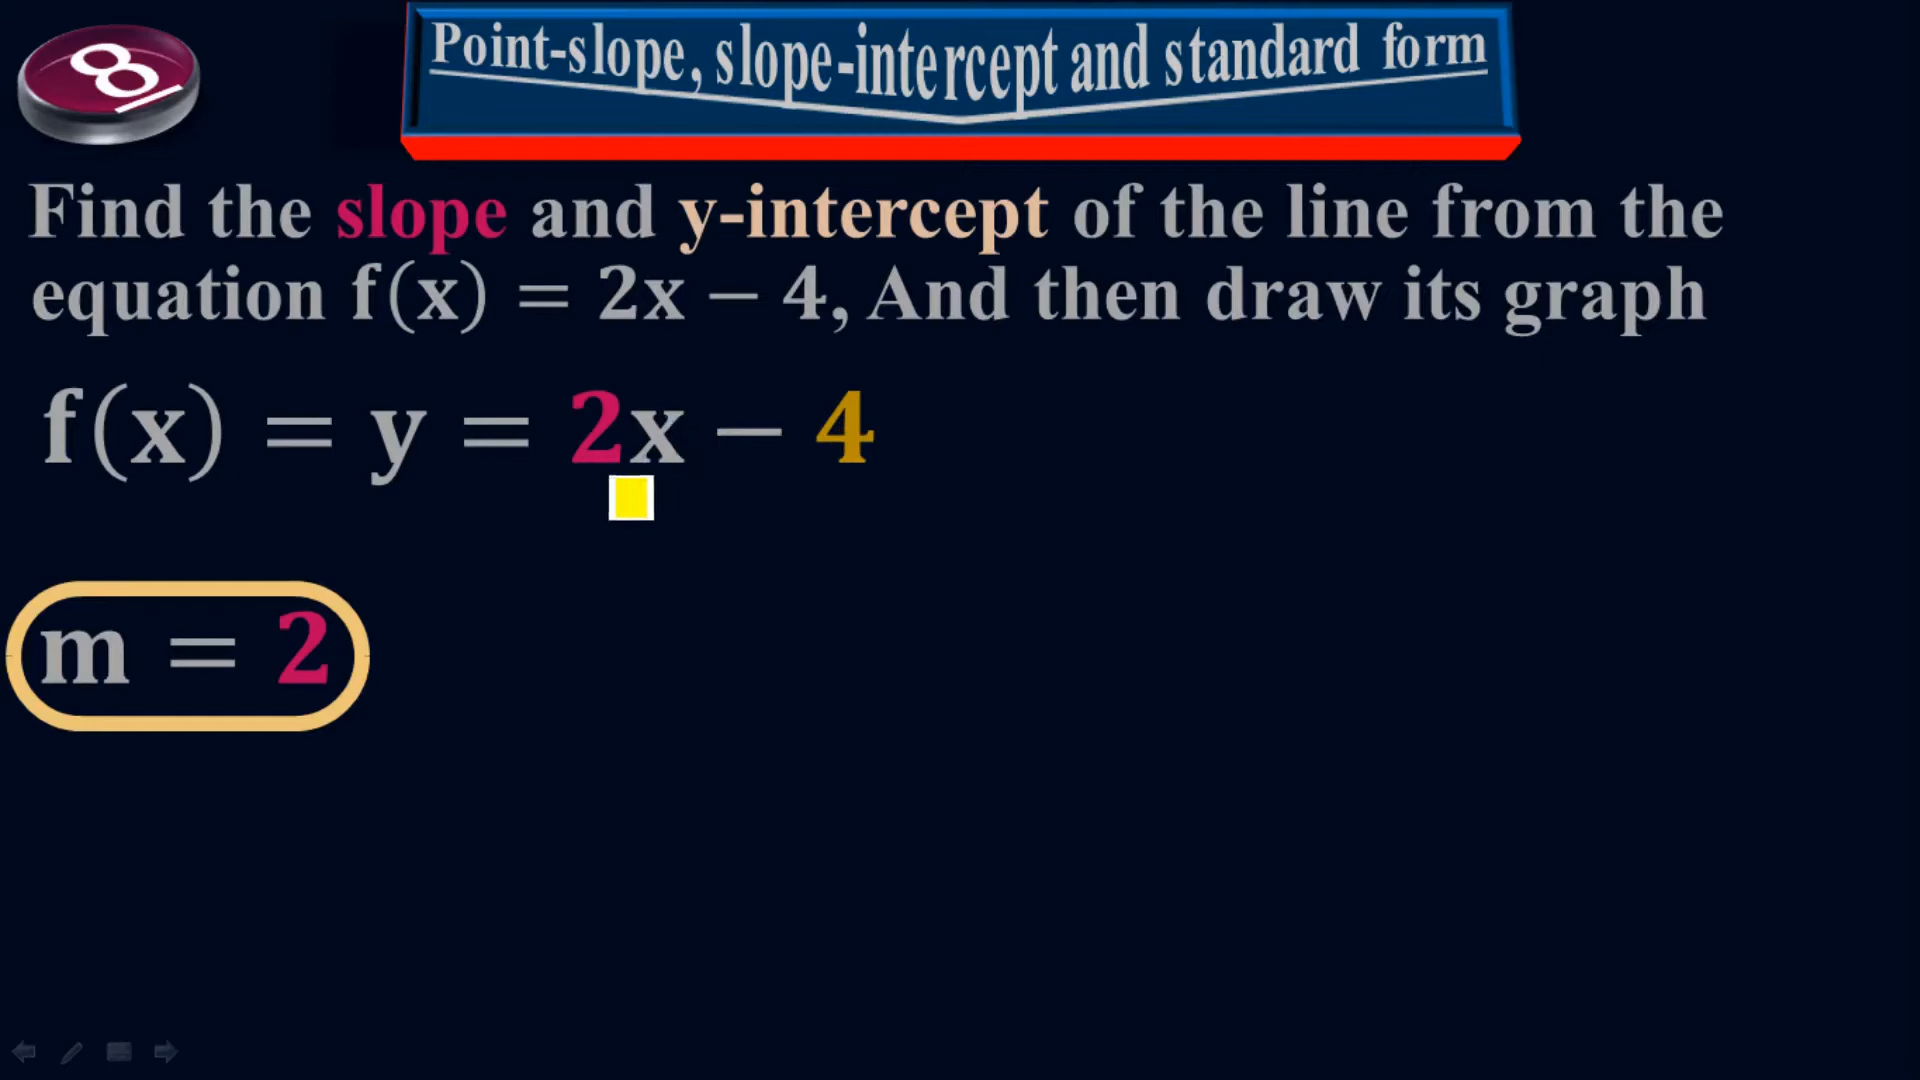 8
Point-slope, slope-intercept and standard form
Find the slope and y-intercept of the line from the
equation f(x) = 2x − 4, And then draw its graph
f(x) = y = 2x − 4
m = 2